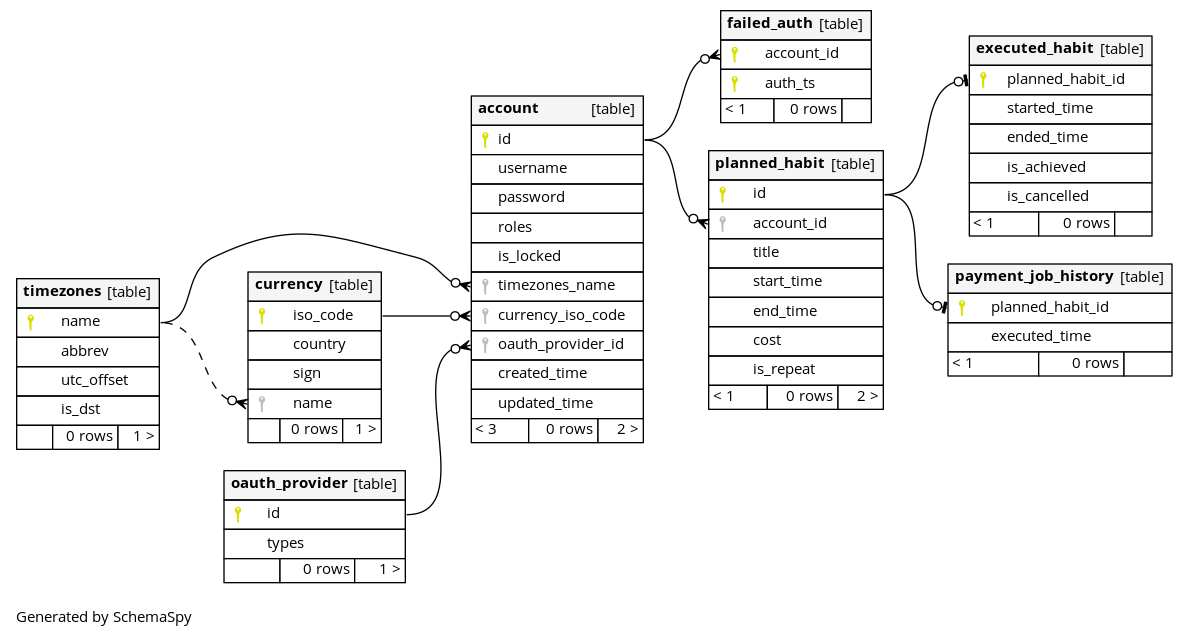 failed_auth [table]
account_id
auth_ts
< 1 0 rows
executed_habit [table]
planned_habit_id
started_time
ended_time
is_achieved
is_cancelled
< 1 0 rows
account [table]
id
username
password
roles
is_locked
timezones_name
currency_iso_code
oauth_provider_id
created_time
updated_time
< 3 0 rows 2 >
planned_habit [table]
id
account_id
title
start_time
end_time
cost
is_repeat
< 1 0 rows 2 >
payment_job_history [table]
planned_habit_id
executed_time
< 1 0 rows
timezones [table]
name
abbrev
utc_offset
is_dst
0 rows 1 >
currency [table]
iso_code
country
sign
name
0 rows 1 >
oauth_provider [table]
id
types
0 rows 1 >
Generated by SchemaSpy